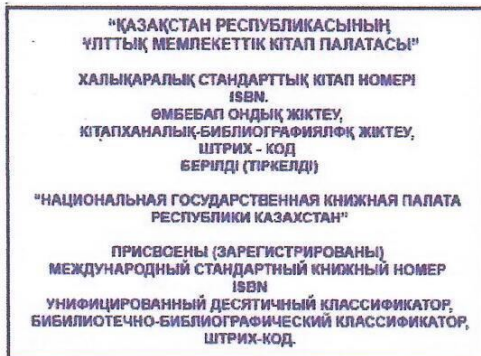 “ҚАЗАҚСТАН РЕСПУБЛИКАСЫНЫҢ
ҰЛТТЫҚ МЕМЛЕКЕТТІК КІТАП ПАЛАТАСЫ”
ХАЛЫҚАРАЛЫҚ СТАНДАРТТЫҚ КІТАП НОМЕРІ
ISBN.
ӨМБЕБАП ОНДЫҚ ЖІКТЕУ,
КІТАПХАНАЛЫҚ-БИБЛИОГРАФИЯЛФҚ ЖІКТЕУ,
ШТРИХ - КОД
БЕРІЛДІ (ТІРКЕЛДІ)
“НАЦИОНАЛЬНАЯ ГОСУДАРСТВЕННАЯ КНИЖНАЯ ПАЛАТА
РЕСПУБЛИКИ КАЗАХСТАН”
ПРИСВОЕНЫ (ЗАРЕГИСТРИРОВАНЫ)
МЕЖДУНАРОДНЫЙ СТАНДАРТНЫЙ КНИЖНЫЙ НОМЕР
ISBN
УНИФИЦИРОВАННЫЙ ДЕСЯТИЧНЫЙ КЛАССИФИКАТОР,
БИБИЛИОТЕЧНО-БИБЛИОГРАФИЧЕСКИЙ КЛАССИФИКАТОР,
ШТРИХ-КОД.